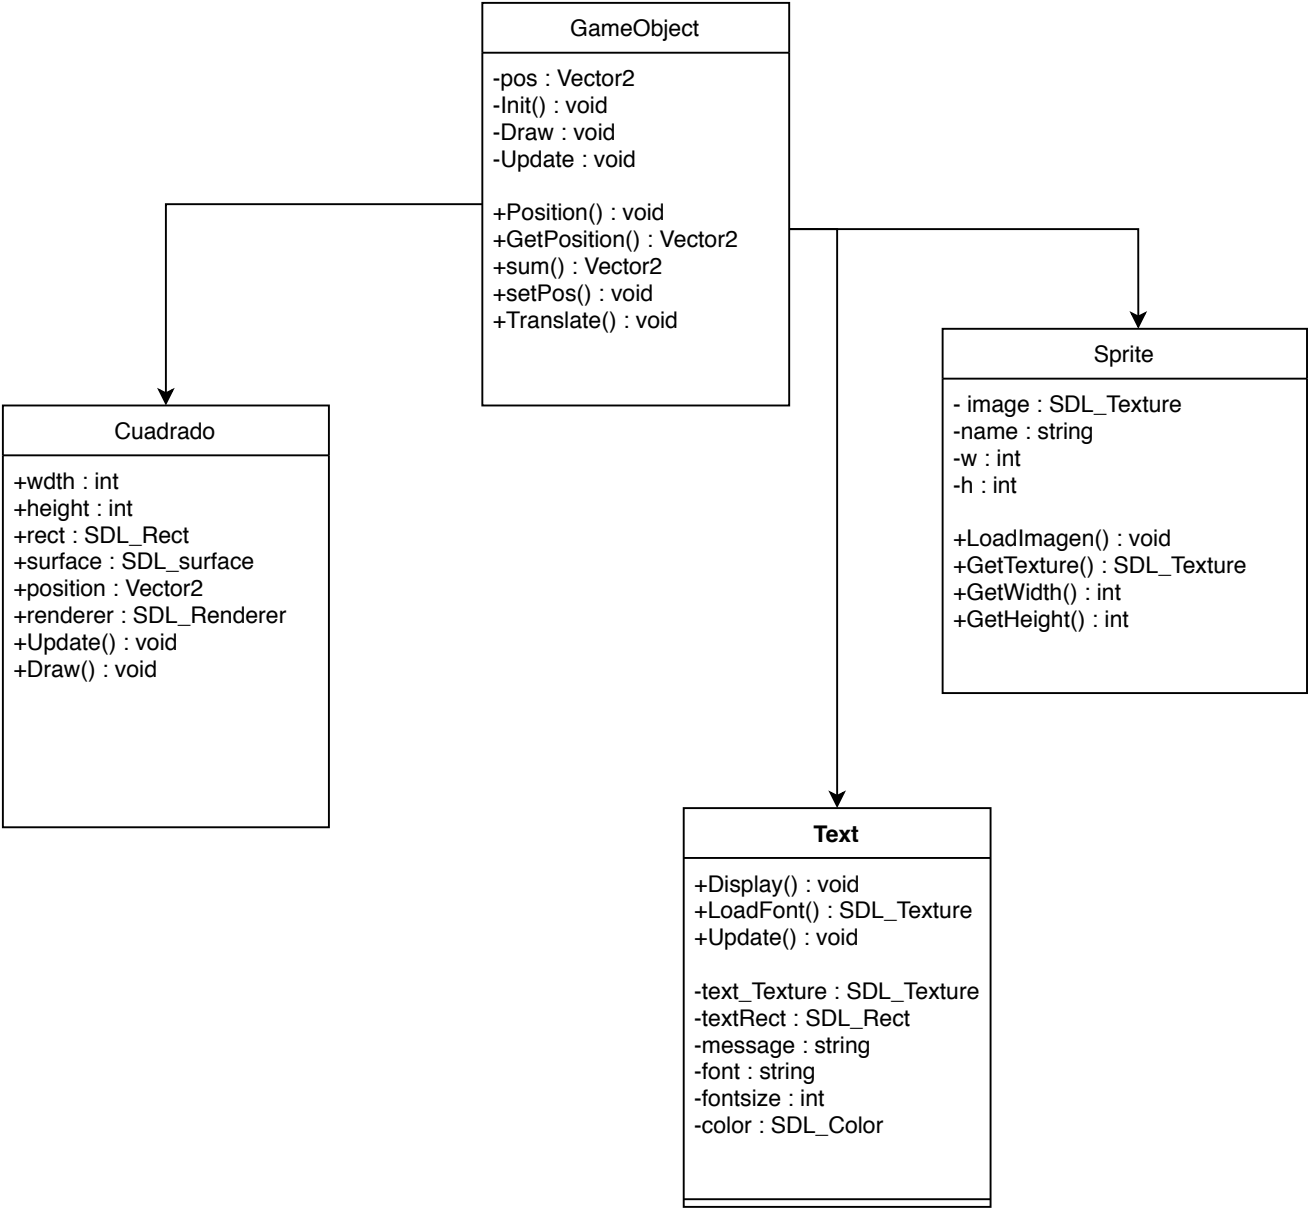 GameObject
-pos : Vector2
-Init() : void
-Draw : void
-Update : void
+Position() : void
+GetPosition() : Vector2
+sum() : Vector2
+setPos() : void
+Translate() : void
Cuadrado
+wdth : int
+height : int
+rect : SDL_Rect
+surface : SDL_surface
+position : Vector2
+renderer : SDL_Renderer
+Update() : void
+Draw() : void
Sprite
- image : SDL_Texture
-name : string
-w : int
-h : int
+LoadImagen() : void
+GetTexture() : SDL_Texture
+GetWidth() : int
+GetHeight() : int
Text
+Display() : void
+LoadFont() : SDL_Texture
+Update() : void
-text_Texture : SDL_Texture
-textRect : SDL_Rect
-message : string
-font : string
-fontsize : int
-color : SDL_Color